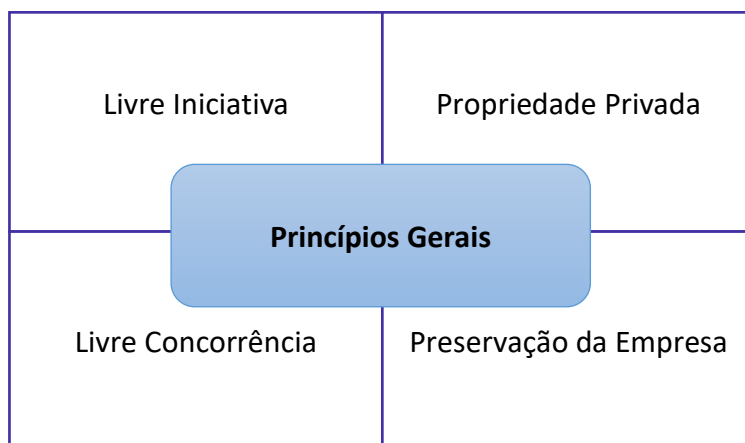 Livre Iniciativa
Propriedade Privada
Princípios Gerais
Livre Concorrência
Preservação da Empresa